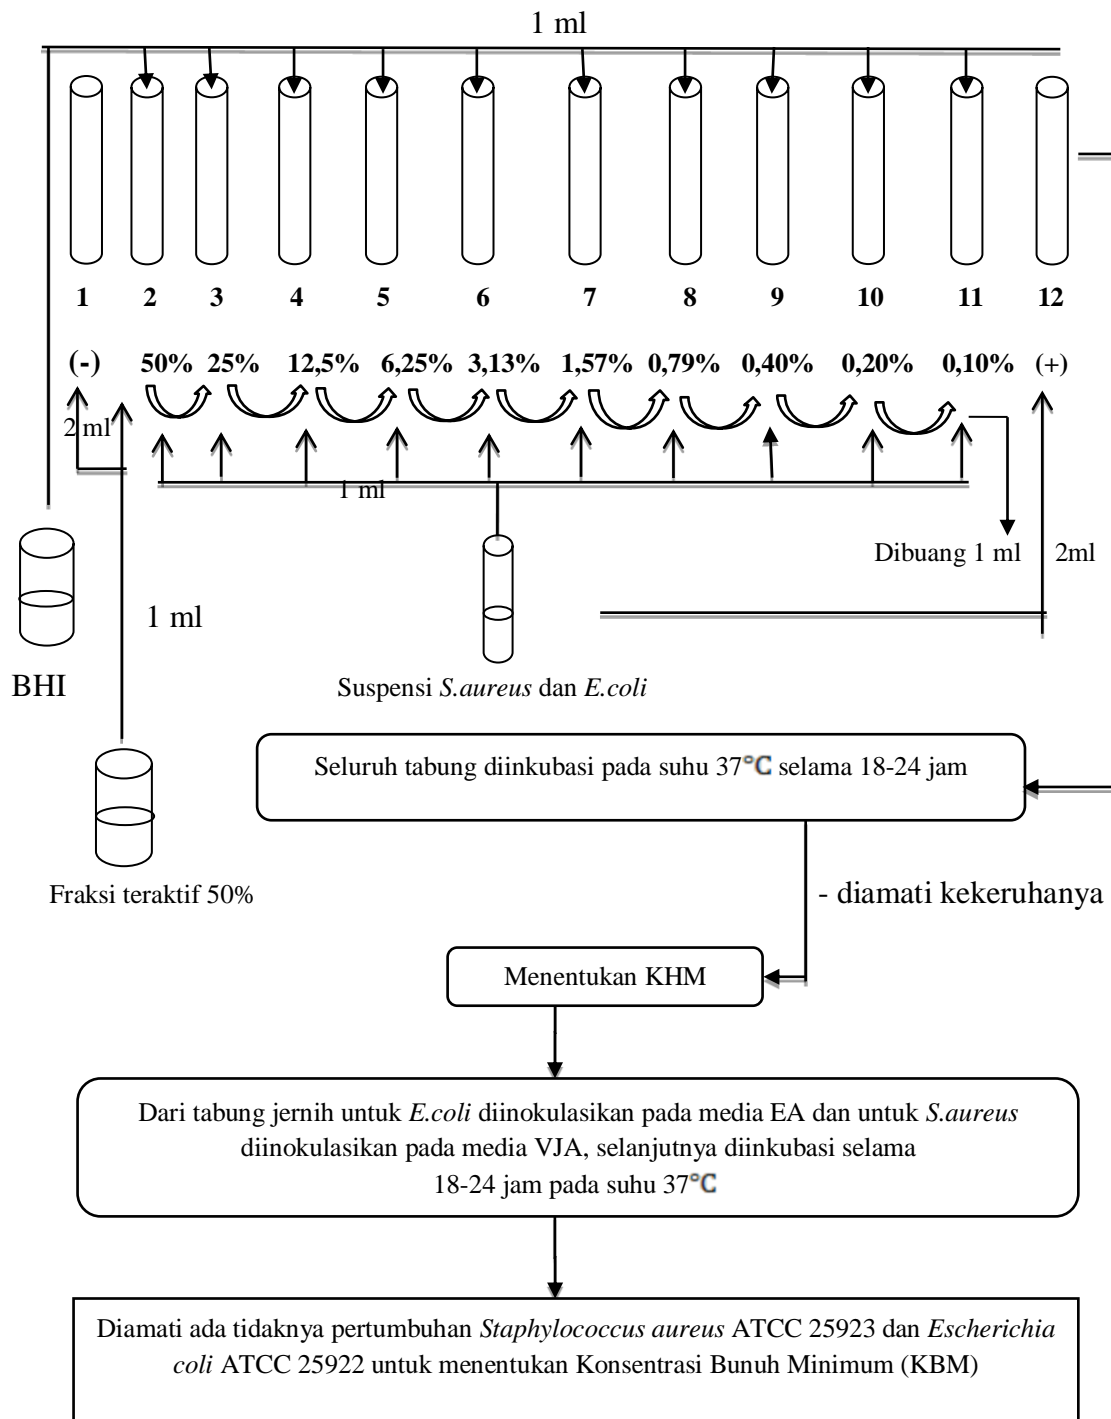 1 ml
1 2 3 4 5 6 7 8 9 10 11 12
(-) 50% 25% 12,5% 6,25% 3,13% 1,57% 0,79% 0,40% 0,20% 0,10% (+)
2 ml
1 ml
Dibuang 1 ml
2ml
1 ml
BHI
Suspensi S.aureus dan E.coli
Seluruh tabung diinkubasi pada suhu 37°C selama 18-24 jam
Fraksi teraktif 50%
- diamati kekeruhanya
Menentukan KHM
Dari tabung jernih untuk E.coli diinokulasikan pada media EA dan untuk S.aureus
diinokulasikan pada media VJA, selanjutnya diinkubasi selama
18-24 jam pada suhu 37°C
Diamati ada tidaknya pertumbuhan Staphylococcus aureus ATCC 25923 dan Escherichia
coli ATCC 25922 untuk menentukan Konsentrasi Bunuh Minimum (KBM)